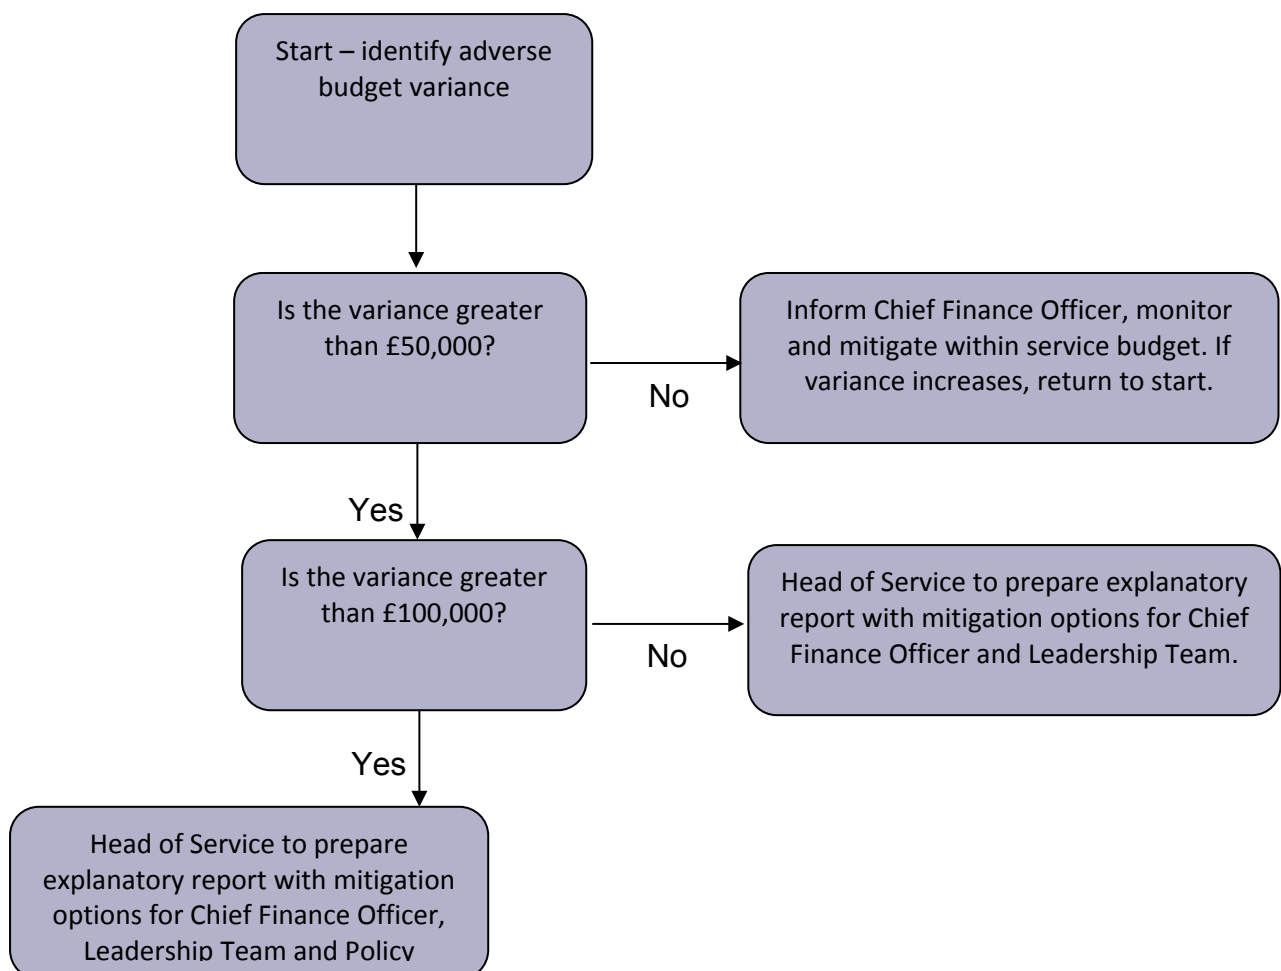 Start – identify adverse
budget variance
Is the variance greater
than £50,000?
Inform Chief Finance Officer, monitor
and mitigate within service budget. If
variance increases, return to start.
No
Yes
Is the variance greater
than £100,000?
Head of Service to prepare explanatory
report with mitigation options for Chief
Finance Officer and Leadership Team.
No
Yes
Head of Service to prepare
explanatory report with mitigation
options for Chief Finance Officer,
Leadership Team and Policy